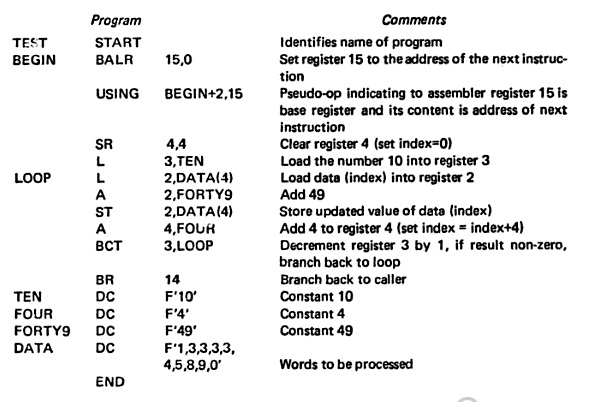 Program Comments
TEST START Identifies name of program
BEGIN BALR 15,0 Set register 15 to the address of the next instruc-
tion
USING BEGIN+2,15 Pseudo-op indicating to assembler register 15 is
base register and its content is address of next
instruction
SR 4,4 Clear register 4 (set index=0)
L 3,TEN Load the number 10 into register 3
LOOP L 2,DATA(4) Load data (index) into register 2
A 2,FORTY9 Add 49
ST 2,DATA(4) Store updated value of data (index)
A 4,FOUR Add 4 to register 4 (set index = index+4)
BCT 3,LOOP Decrement register 3 by 1, if result non-zero,
branch back to loop
BR 14 Branch back to caller
TEN DC F'10' Constant 10
FOUR DC F'4' Constant 4
FORTY9 DC F'49' Constant 49
DATA DC F'1,3,3,3,3,
4,5,8,9,0' Words to be processed
END